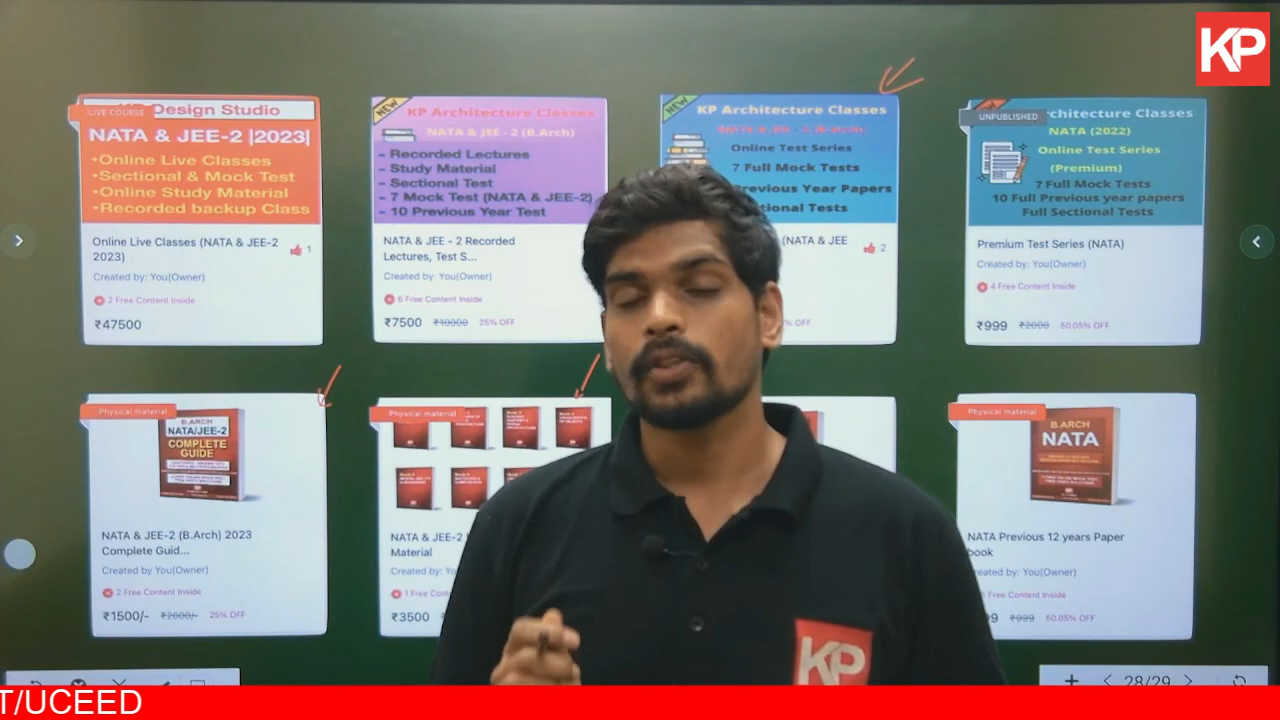 KP
LIVE COURSE
KP Design Studio
NATA & JEE-2 |2023|
•Online Live Classes
•Sectional & Mock Test
•Online Study Material
•Recorded backup Class
Online Live Classes (NATA & JEE-2
2023)
1
Created by: You(Owner)
2 Free Content Inside
₹47500
NEW
KP Architecture Classes
NATA & JEE - 2 (B.Arch)
- Recorded Lectures
- Study Material
- Sectional Test
- 7 Mock Test (NATA & JEE-2)
- 10 Previous Year Test
NATA & JEE - 2 Recorded
Lectures, Test S...
Created by: You(Owner)
6 Free Content Inside
₹7500 ₹10000 25% OFF
NEW
KP Architecture Classes
Online Test Series
7 Full Mock Tests
Previous Year Papers
tional Tests
(NATA & JEE
2
% OFF
UNPUBLISHED
chitecture Classes
NATA (2022)
Online Test Series
(Premium)
7 Full Mock Tests
10 Full Previous year papers
Full Sectional Tests
Premium Test Series (NATA)
Created by: You(Owner)
4 Free Content Inside
₹999 ₹2000 50.05% OFF
Physical material
B.ARCH
NATA/JEE-2
COMPLETE
GUIDE
NATA & JEE-2 (B.Arch) 2023
Complete Guid...
Created by You(Owner)
2 Free Content Inside
₹1500/- ₹2000/- 25% OFF
Physical material
NATA & JEE-2
Material
Created by: Yo
1 Free Cont
₹3500
Physical material
B.ARCH
NATA
NATA Previous 12 years Paper
book
eated by: You(Owner)
Free Content Inside
99 ₹999 50.05% OFF
KP
28/29
T/UCEED